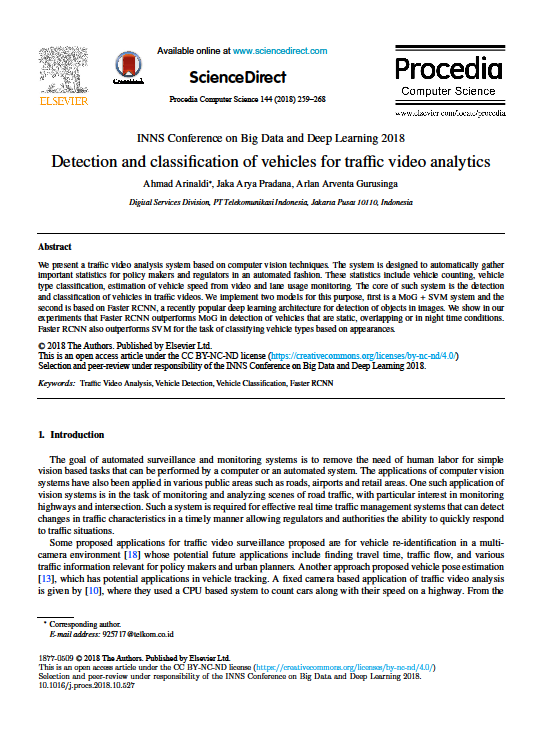 Available online at www.sciencedirect.com
ScienceDirect
Procedia Computer Science 144 (2018) 259–268
ELSEVIER
Procedia
Computer Science
www.elsevier.com/locate/procedia
INNS Conference on Big Data and Deep Learning 2018
Detection and classification of vehicles for traffic video analytics
Ahmad Arinaldi*, Jaka Arya Pradana, Arlan Arventa Gurusinga
Digital Services Division, PT Telekomunikasi Indonesia, Jakarta Pusat 10110, Indonesia
Abstract
We present a traffic video analysis system based on computer vision techniques. The system is designed to automatically gather
important statistics for policy makers and regulators in an automated fashion. These statistics include vehicle counting, vehicle
type classification, estimation of vehicle speed from video and lane usage monitoring. The core of such system is the
detection and classification of vehicles in traffic videos. We implement two models for this purpose, first is a MoG + SVM system and the
second is based on Faster RCNN, a recently popular deep learning architecture for detection of objects in images. We show in our
experiments that Faster RCNN outperforms MoG in detection of vehicles that are static, overlapping or in night time conditions.
Faster RCNN also outperforms SVM for the task of classifying vehicle types based on appearances.
© 2018 The Authors. Published by Elsevier Ltd.
This is an open access article under the CC BY-NC-ND license (https://creativecommons.org/licenses/by-nc-nd/4.0/)
Selection and peer-review under responsibility of the INNS Conference on Big Data and Deep Learning 2018.
Keywords: Traffic Video Analysis, Vehicle Detection, Vehicle Classification, Faster RCNN
1. Introduction
The goal of automated surveillance and monitoring systems is to remove the need of human labor for simple
vision based tasks that can be performed by a computer or an automated system. The applications of computer vision
systems have also been applied in various public areas such as roads, airports and retail areas. One such application of
vision systems is in the task of monitoring and analyzing scenes of road traffic, with particular interest in monitoring
highways and intersection. Such a system is required for effective real time traffic management systems that can detect
changes in traffic characteristics in a timely manner allowing regulators and authorities the ability to quickly respond
to traffic situations.
Some proposed applications for traffic video surveillance proposed are for vehicle re-identification in a multi-
camera environment [18] whose potential future applications include finding travel time, traffic flow, and various
traffic information relevant for policy makers and urban planners. Another approach proposed vehicle pose estimation
[13], which has potential applications in vehicle tracking. A fixed camera based application of traffic video analysis
is given by [10], where they used a CPU based system to count cars along with their speed on a highway. From the
* Corresponding author.
E-mail address: 925717@telkom.co.id
1877-0509 © 2018 The Authors. Published by Elsevier Ltd.
This is an open access article under the CC BY-NC-ND license (https://creativecommons.org/licenses/by-nc-nd/4.0/)
Selection and peer-review under responsibility of the INNS Conference on Big Data and Deep Learning 2018.
10.1016/j.procs.2018.10.527